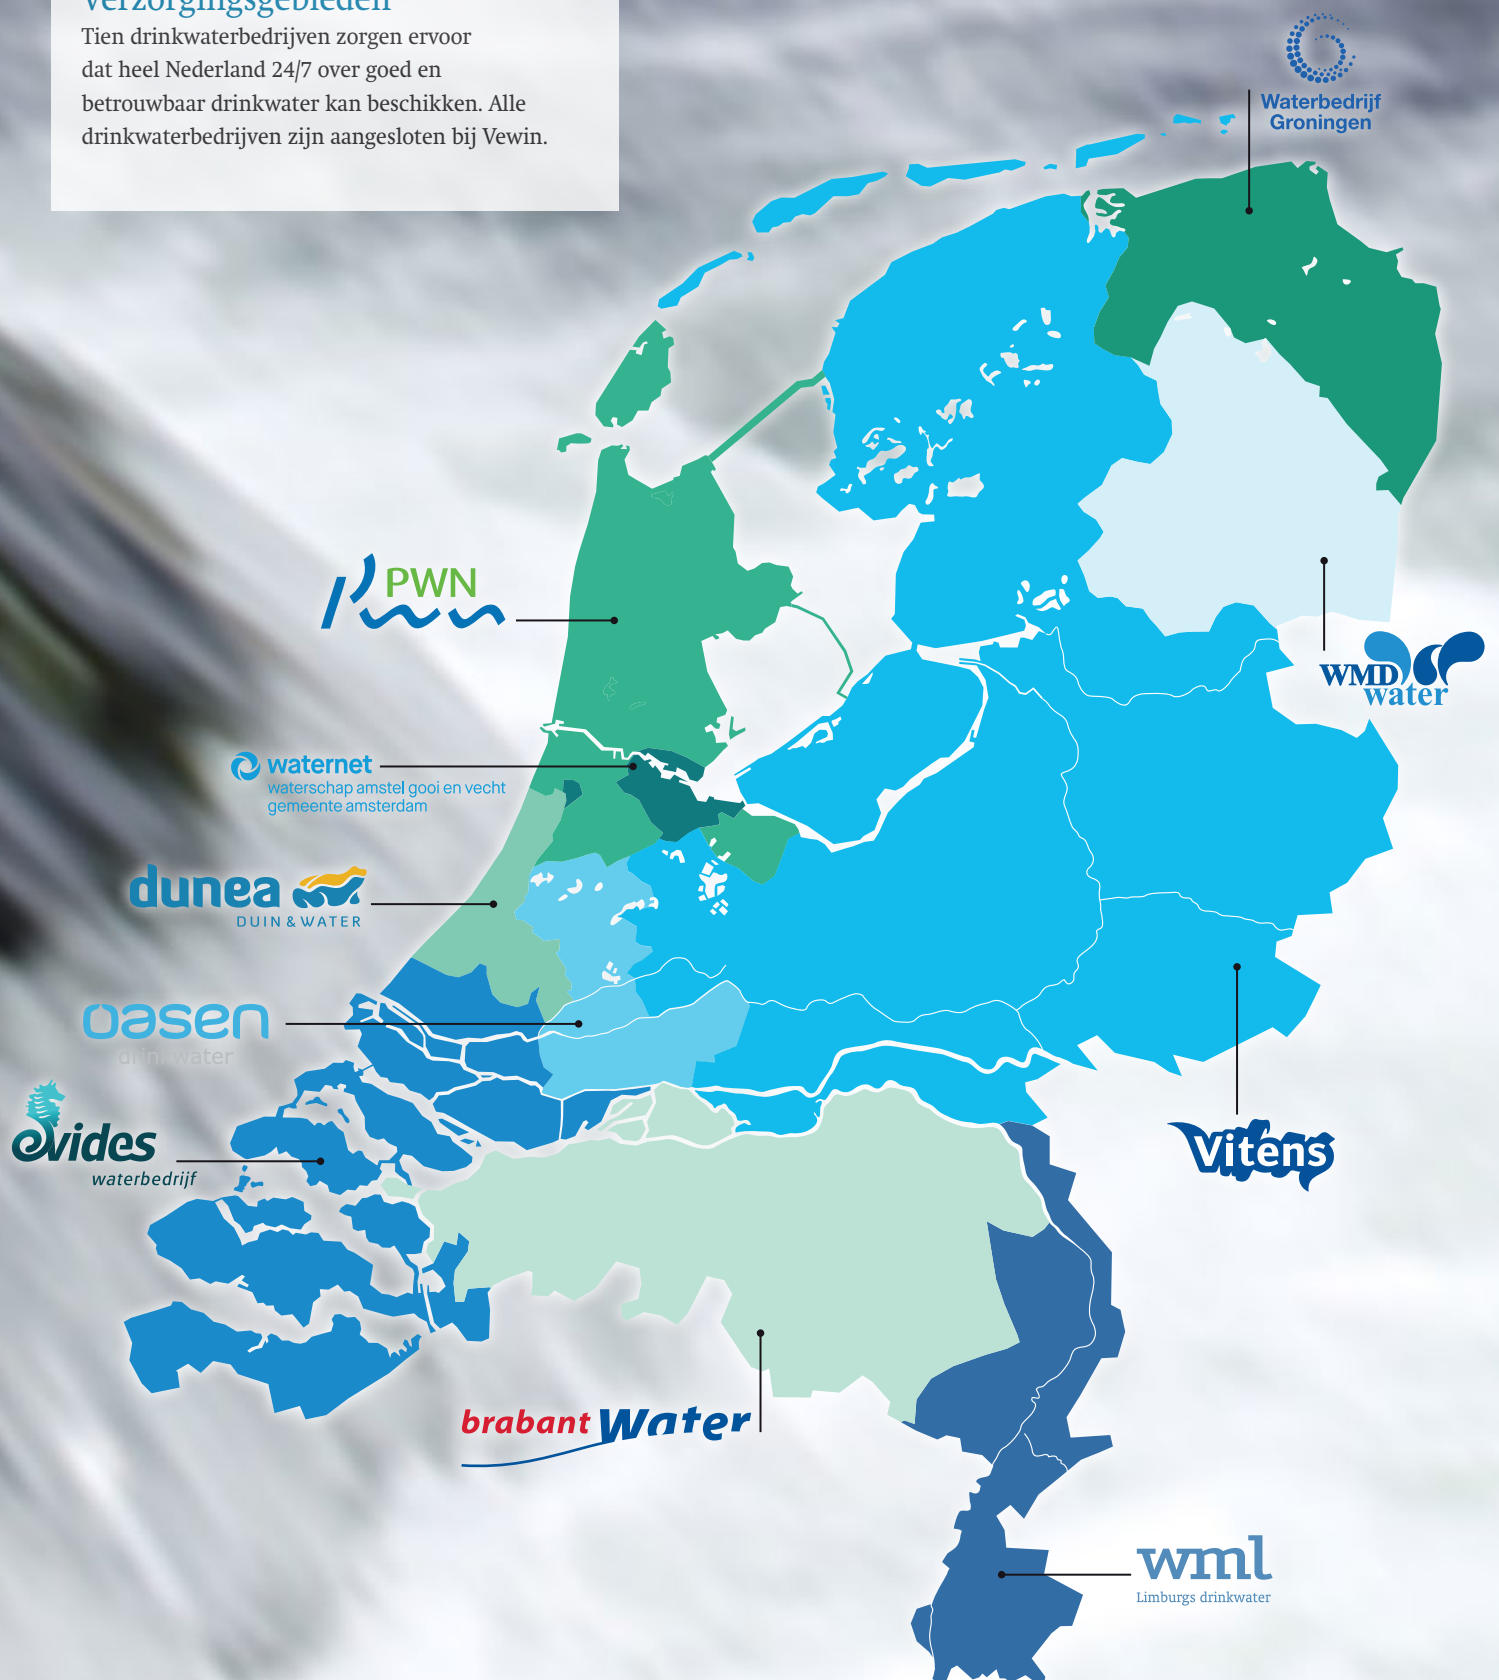 Verzorgingsgebieden
Tien drinkwaterbedrijven zorgen ervoor
dat heel Nederland 24/7 over goed en
betrouwbaar drinkwater kan beschikken. Alle
drinkwaterbedrijven zijn aangesloten bij Vewin.
Waterbedrijf
Groningen
PWN
WMD
water
waternet
waterschap amstel gooi en vecht
gemeente amsterdam
dunea
DUIN & WATER
oasen
drinkwater
evides
waterbedrijf
Vitens
brabant Water
wml
Limburgs drinkwater